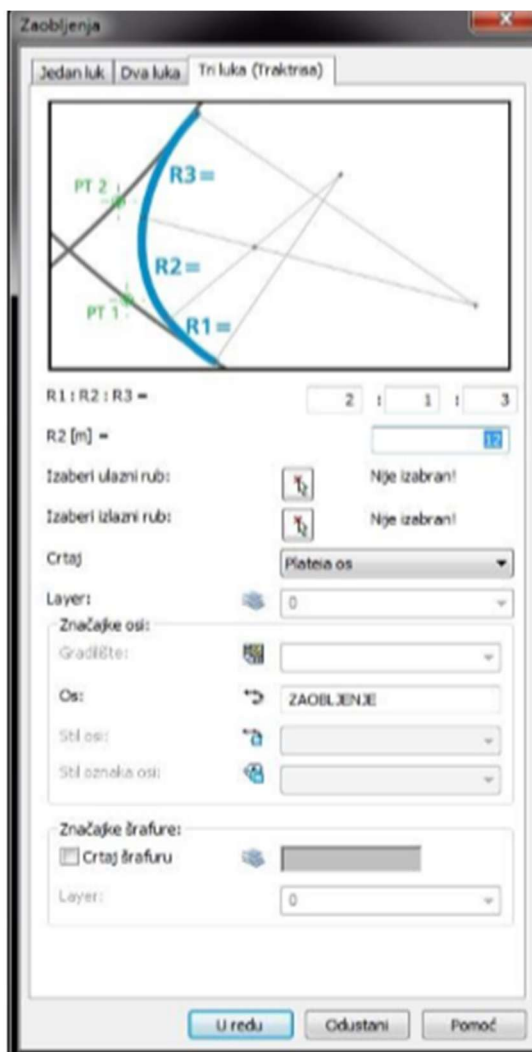 Zaobljenja
Jedan luk Dva luka Tri luka (Traktrisa)
PT 2
R3=
R2=
PT 1
R1=
R1 : R2 : R3 = 2 : 1 : 3
R2 [m] = 12
Izaberi ulazni rub: Nije izabran!
Izaberi izlazni rub: Nije izabran!
Crtaj Plateia os
Layer: 0
Značajke osi:
Gradilište:
Os: ZAOBLJENJE
Stil osi:
Stil oznaka osi:
Značajke šrafure:
Crtaj šrafuru
Layer: 0
U redu Odustani Pomoć